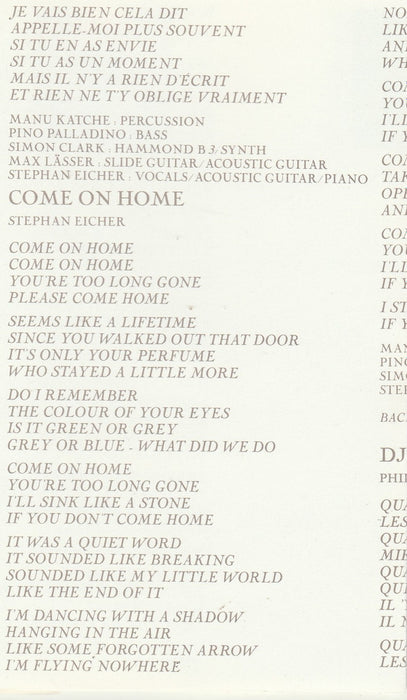 JE VAIS BIEN CELA DIT
APPELLE-MOI PLUS SOUVENT
SI TU EN AS ENVIE
SI TU AS UN MOMENT
MAIS IL N'Y A RIEN D'ÉCRIT
ET RIEN NE T'Y OBLIGE VRAIMENT
MANU KATCHE : PERCUSSION
PINO PALLADINO : BASS
SIMON CLARK : HAMMOND B3/SYNTH
MAX LÄSSER : SLIDE GUITAR/ACOUSTIC GUITAR
STEPHAN EICHER : VOCALS/ACOUSTIC GUITAR/PIANO
COME ON HOME
STEPHAN EICHER
COME ON HOME
COME ON HOME
YOU'RE TOO LONG GONE
PLEASE COME HOME
SEEMS LIKE A LIFETIME
SINCE YOU WALKED OUT THAT DOOR
IT'S ONLY YOUR PERFUME
WHO STAYED A LITTLE MORE
DO I REMEMBER
THE COLOUR OF YOUR EYES
IS IT GREEN OR GREY
GREY OR BLUE - WHAT DID WE DO
COME ON HOME
YOU'RE TOO LONG GONE
I'LL SINK LIKE A STONE
IF YOU DON'T COME HOME
IT WAS A QUIET WORD
IT SOUNDED LIKE BREAKING
SOUNDED LIKE MY LITTLE WORLD
LIKE THE END OF IT
I'M DANCING WITH A SHADOW
HANGING IN THE AIR
LIKE SOME FORGOTTEN ARROW
I'M FLYING NOWHERE